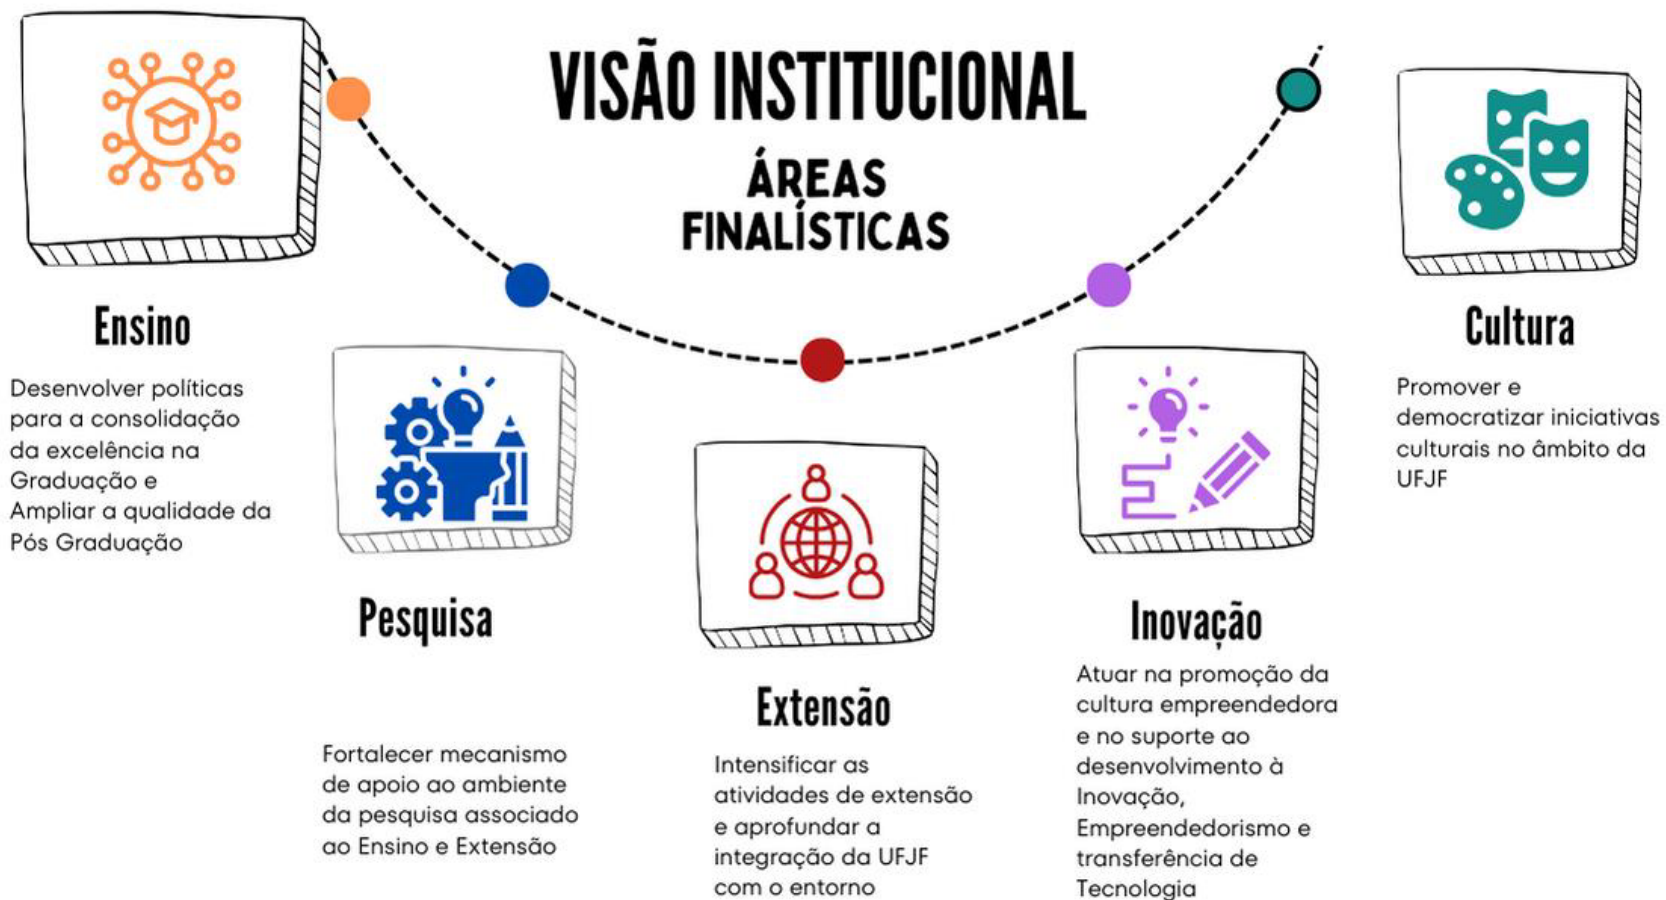 VISÃO INSTITUCIONAL
ÁREAS
FINALÍSTICAS
Ensino
Desenvolver políticas
para a consolidação
da excelência na
Graduação e
Ampliar a qualidade da
Pós Graduação
Pesquisa
Fortalecer mecanismo
de apoio ao ambiente
da pesquisa associado
ao Ensino e Extensão
Extensão
Intensificar as
atividades de extensão
e aprofundar a
integração da UFJF
com o entorno
Inovação
Atuar na promoção da
cultura empreendedora
e no suporte ao
desenvolvimento à
Inovação,
Empreendedorismo e
transferência de
Tecnologia
Cultura
Promover e
democratizar iniciativas
culturais no âmbito da
UFJF